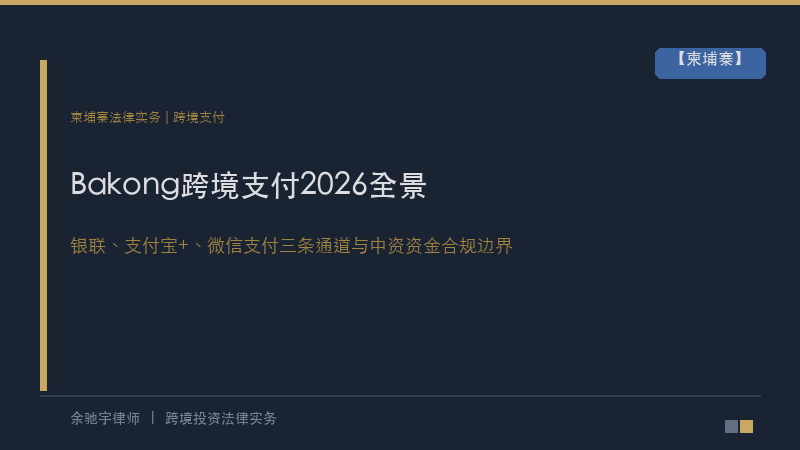 【柬埔寨】
柬埔寨法律实务 | 跨境支付
Bakong跨境支付2026全景
银联、支付宝+、微信支付三条通道与中资资金合规边界
余驰宇律师 | 跨境投资法律实务